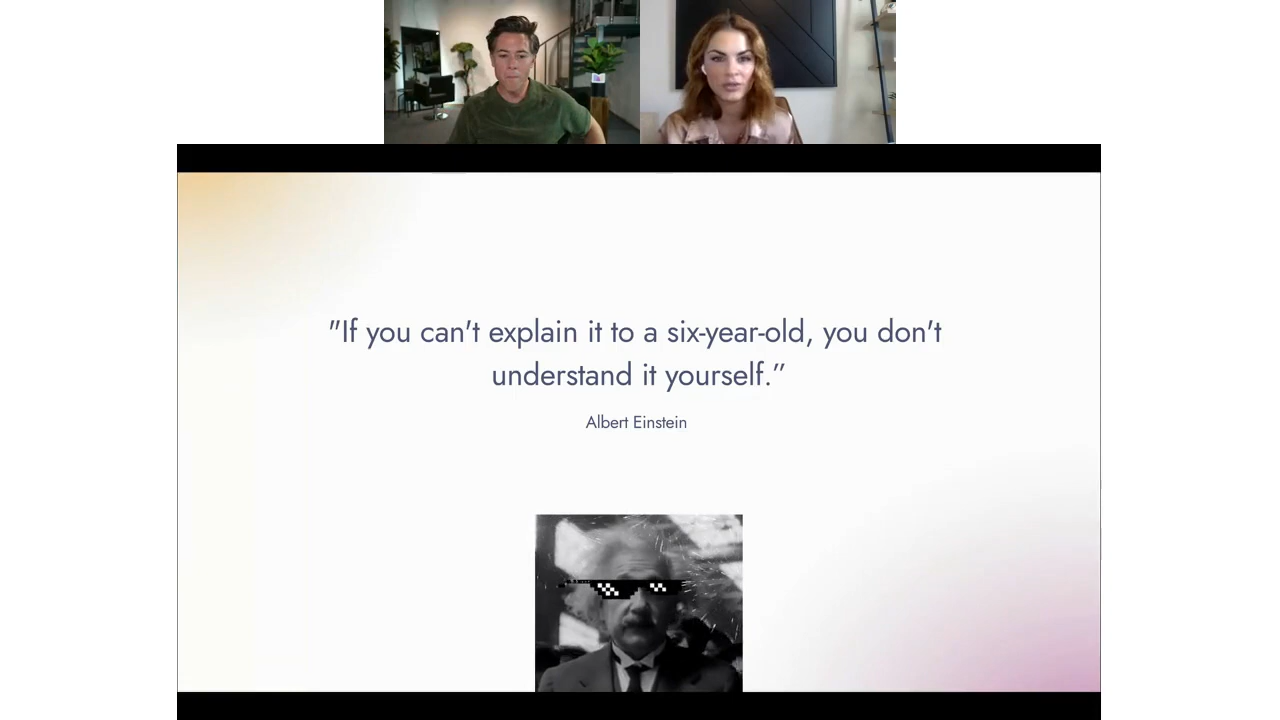 "If you can't explain it to a six-year-old, you don't
understand it yourself.”
Albert Einstein